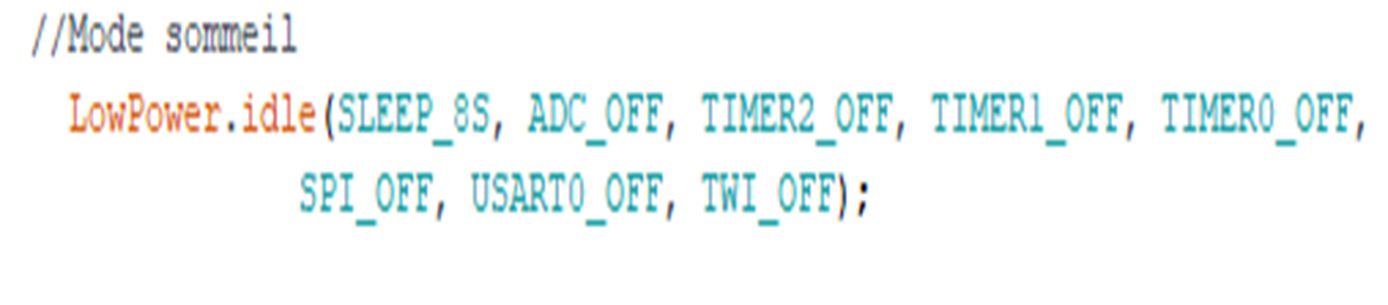 //Mode sommeil
LowPower.idle(SLEEP_8S, ADC_OFF, TIMER2_OFF, TIMER1_OFF, TIMER0_OFF,
SPI_OFF, USART0_OFF, TWI_OFF);